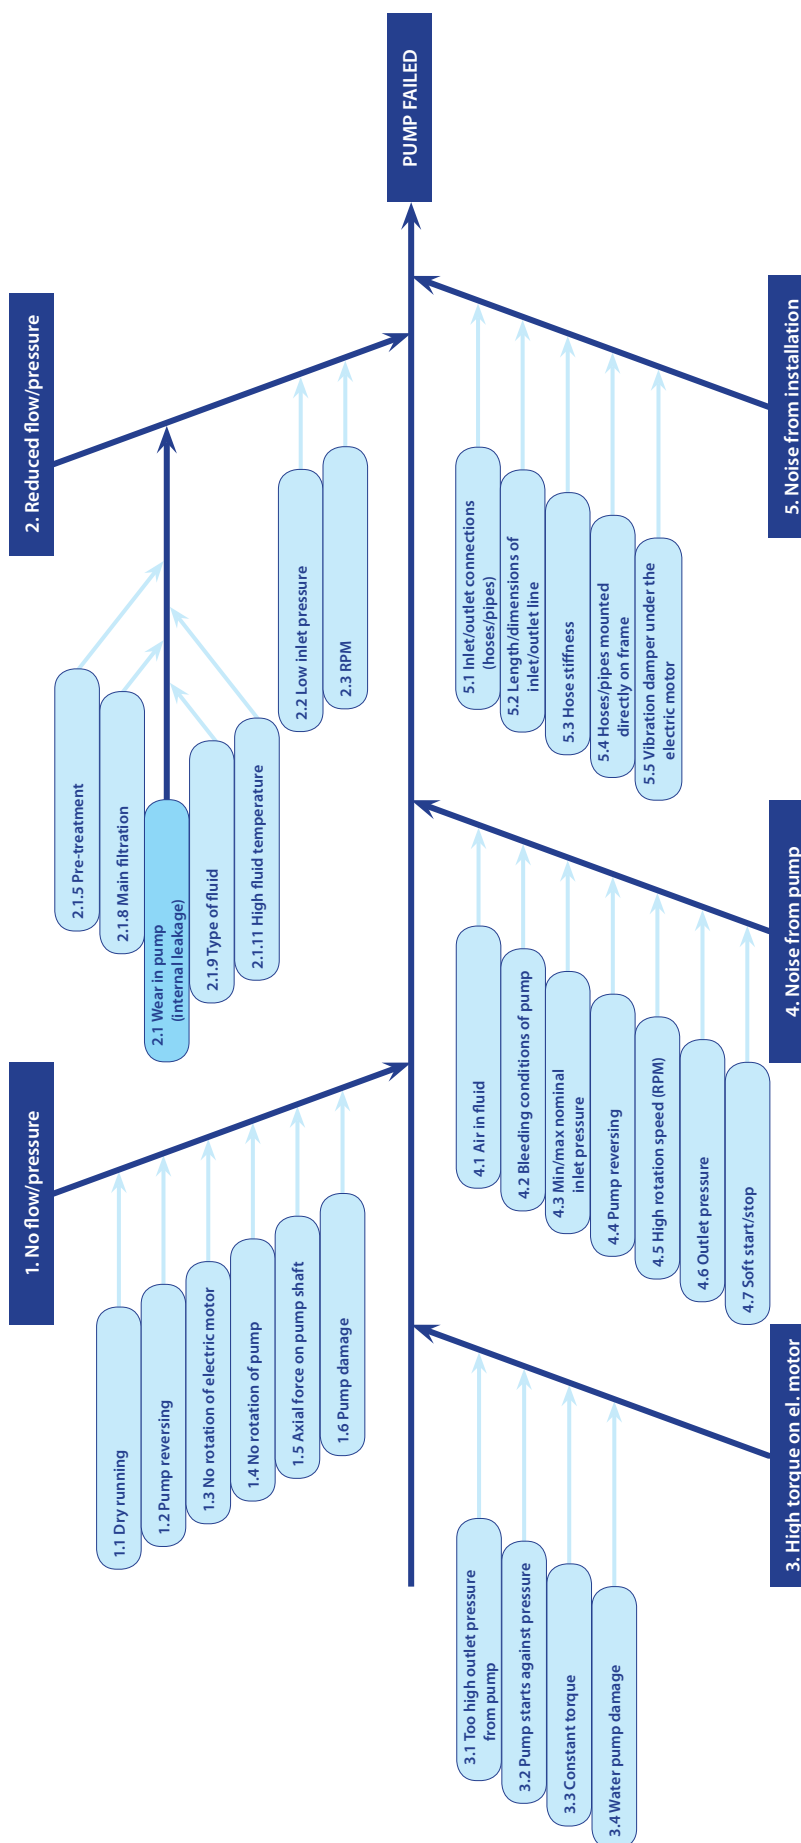 PUMP FAILED
1. No flow/pressure
1.1 Dry running
1.2 Pump reversing
1.3 No rotation of electric motor
1.4 No rotation of pump
1.5 Axial force on pump shaft
1.6 Pump damage
2. Reduced flow/pressure
2.1.5 Pre-treatment
2.1.8 Main filtration
2.1 Wear in pump
(internal leakage)
2.1.9 Type of fluid
2.1.11 High fluid temperature
2.2 Low inlet pressure
2.3 RPM
3.1 Too high outlet pressure
from pump
3.2 Pump starts against pressure
3.3 Constant torque
3.4 Water pump damage
3. High torque on el. motor
4.1 Air in fluid
4.2 Bleeding conditions of pump
4.3 Min/max nominal
inlet pressure
4.4 Pump reversing
4.5 High rotation speed (RPM)
4.6 Outlet pressure
4.7 Soft start/stop
4. Noise from pump
5.1 Inlet/outlet connections
(hoses/pipes)
5.2 Length/dimensions of
inlet/outlet line
5.3 Hose stiffness
5.4 Hoses/pipes mounted
directly on frame
5.5 Vibration damper under the
electric motor
5. Noise from installation